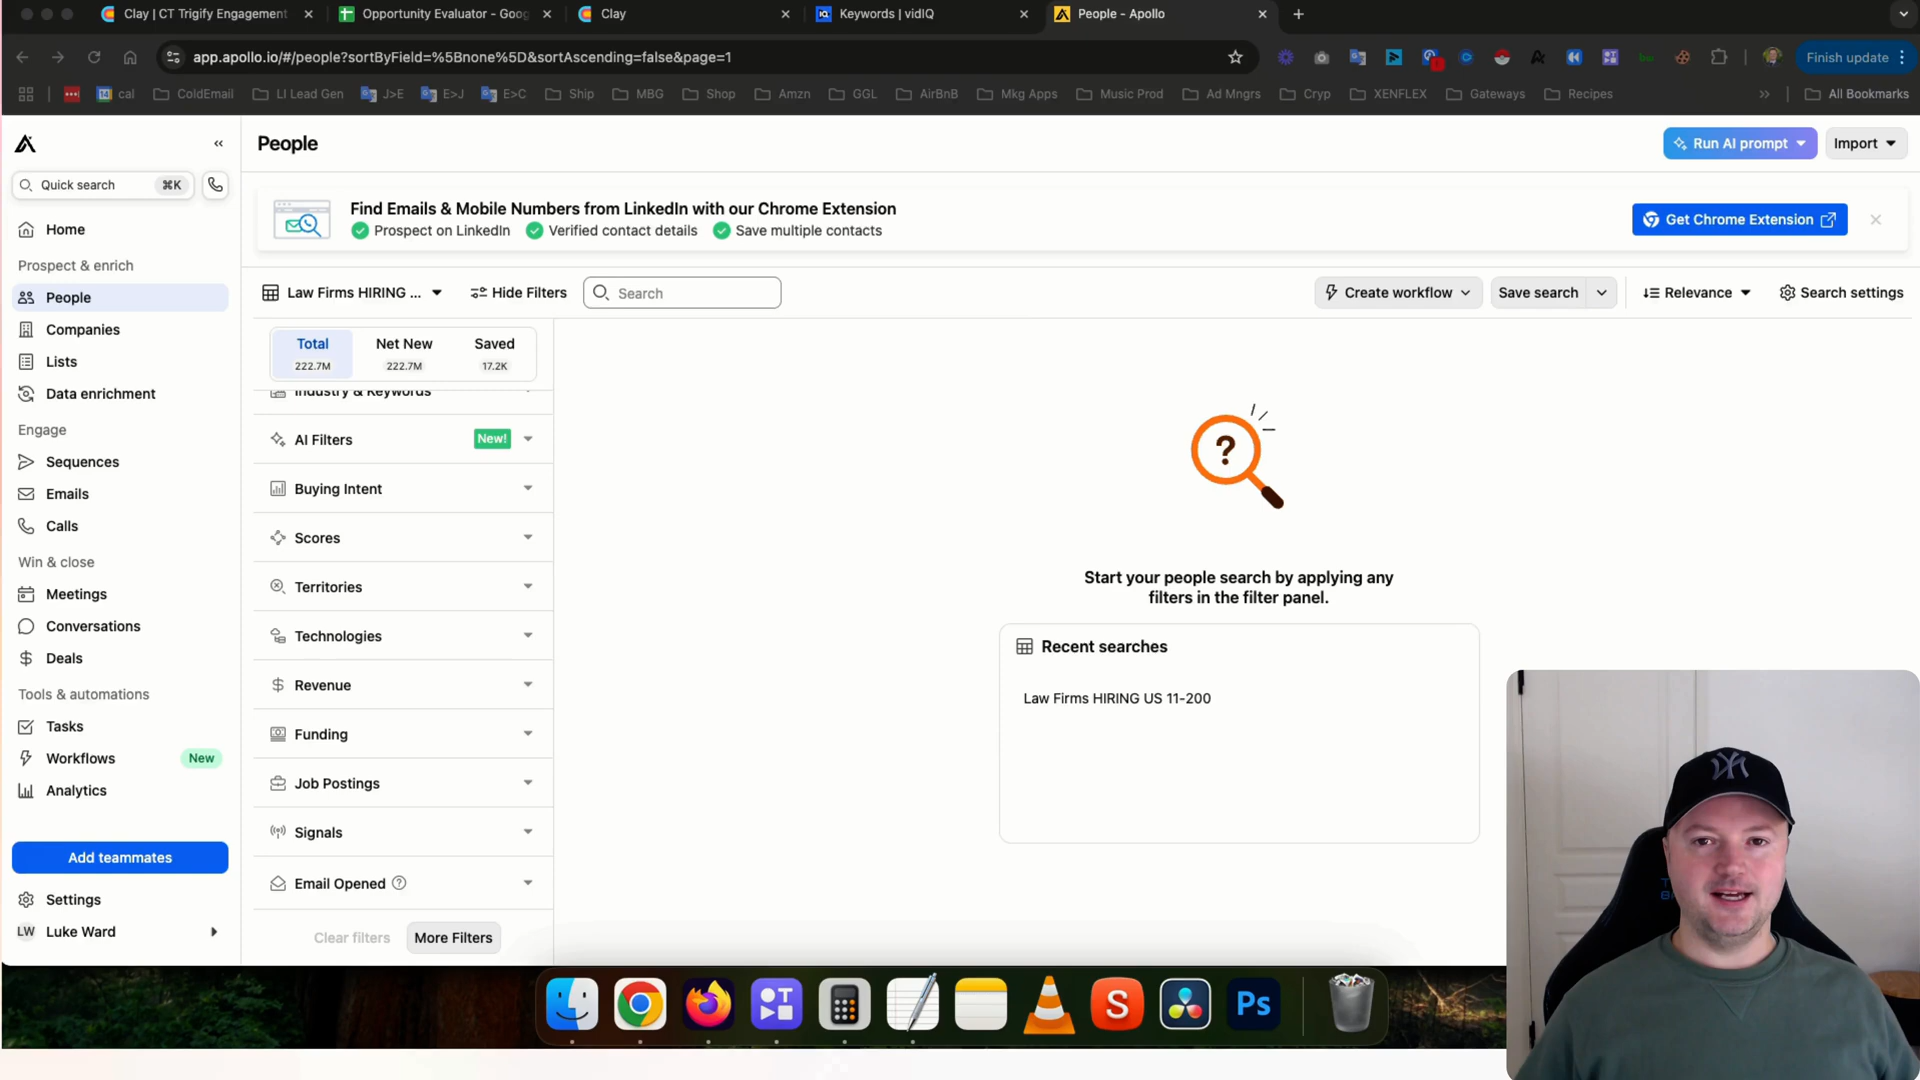 Clay | CT Trigify Engagement
Opportunity Evaluator - Goog
Clay
Keywords | vidIQ
People - Apollo
app.apollo.io/#/people?sortByField=%5Bnone%5D&sortAscending=false&page=1
Finish update
14 cal
ColdEmail
LI Lead Gen
J>E
E>J
E>C
Ship
MBG
Shop
Amzn
GGL
AirBnB
Mkg Apps
Music Prod
Ad Mngrs
Cryp
XENFLEX
Gateways
Recipes
All Bookmarks
People
Run AI prompt
Import
Quick search ⌘K
Find Emails & Mobile Numbers from LinkedIn with our Chrome Extension
Prospect on LinkedIn
Verified contact details
Save multiple contacts
Get Chrome Extension
Home
Prospect & enrich
People
Companies
Lists
Data enrichment
Engage
Sequences
Emails
Calls
Win & close
Meetings
Conversations
Deals
Tools & automations
Tasks
Workflows New
Analytics
Add teammates
Settings
LW Luke Ward
Law Firms HIRING ...
Hide Filters
Search
Create workflow
Save search
Relevance
Search settings
Total
222.7M
Net New
222.7M
Saved
17.2K
Industry & Keywords
AI Filters New!
Buying Intent
Scores
Territories
Technologies
Revenue
Funding
Job Postings
Signals
Email Opened ?
Clear filters
More Filters
?
Start your people search by applying any
filters in the filter panel.
Recent searches
Law Firms HIRING US 11-200
S
Ps